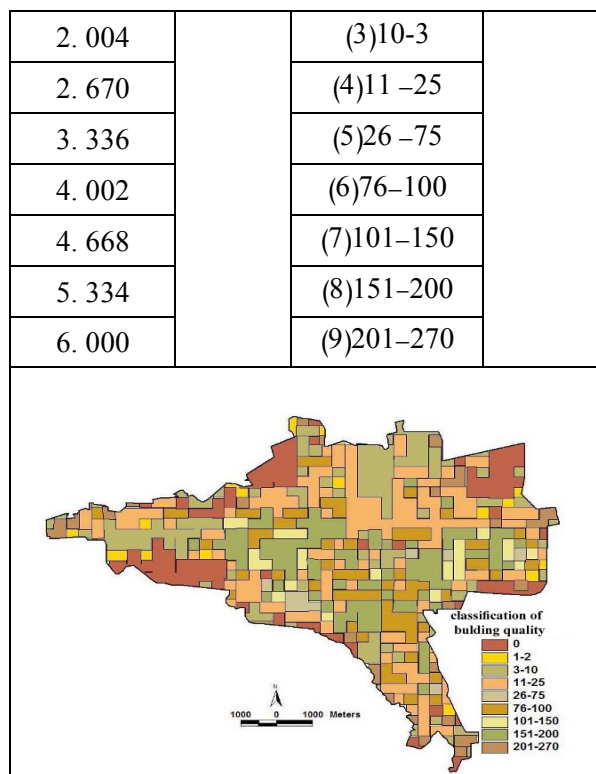 2. 004 (3)10-3
2. 670 (4)11 –25
3. 336 (5)26 –75
4. 002 (6)76–100
4. 668 (7)101–150
5. 334 (8)151–200
6. 000 (9)201–270
classification of
bulding quality
0
1-2
3-10
11-25
26-75
76-100
101-150
151-200
201-270
N
1000 0 1000 Meters